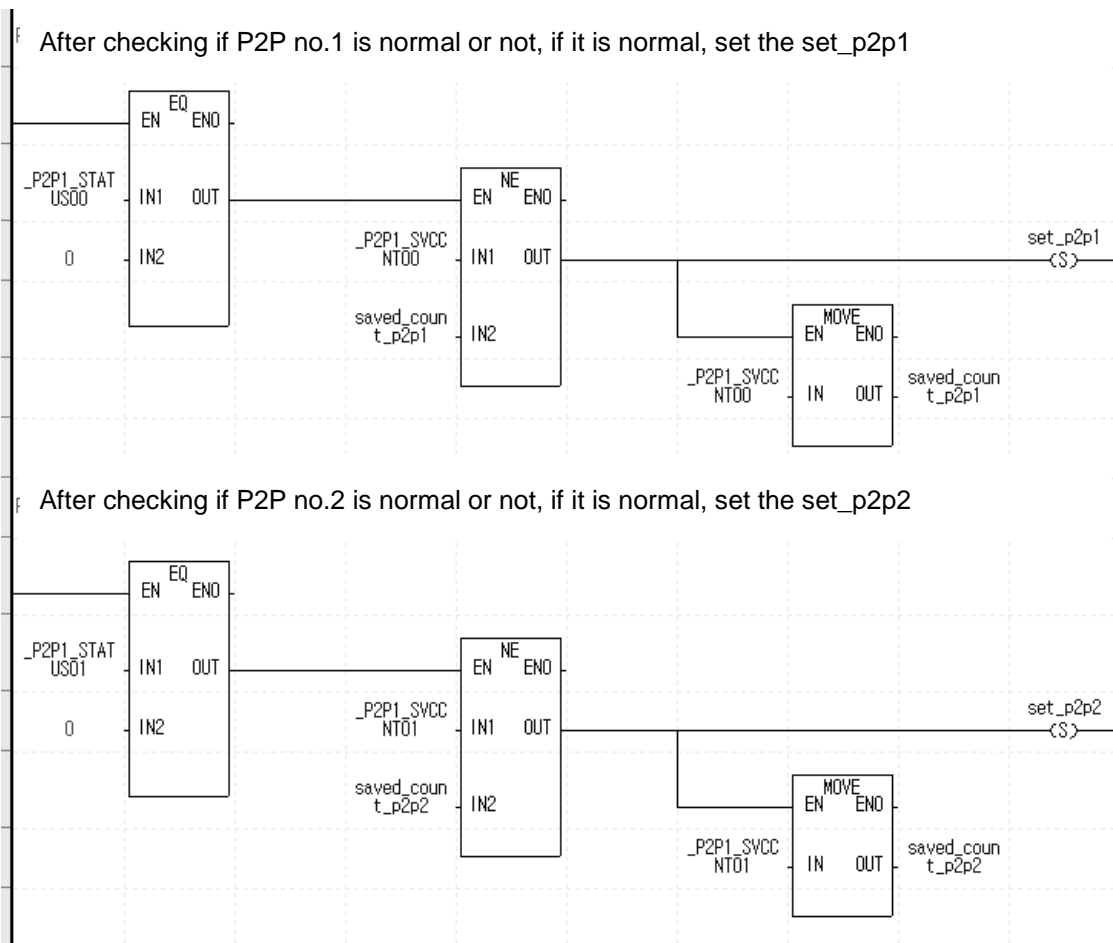 After checking if P2P no.1 is normal or not, if it is normal, set the set_p2p1
EQ
EN ENO
_P2P1_STAT
US00
IN1 OUT
0
IN2
NE
EN ENO
_P2P1_SVCC
NT00
IN1 OUT
saved_coun
t_p2p1
IN2
set_p2p1
(S)
MOVE
EN ENO
_P2P1_SVCC
NT00
IN OUT
saved_coun
t_p2p1
After checking if P2P no.2 is normal or not, if it is normal, set the set_p2p2
EQ
EN ENO
_P2P1_STAT
US01
IN1 OUT
0
IN2
NE
EN ENO
_P2P1_SVCC
NT01
IN1 OUT
saved_coun
t_p2p2
IN2
set_p2p2
(S)
MOVE
EN ENO
_P2P1_SVCC
NT01
IN OUT
saved_coun
t_p2p2